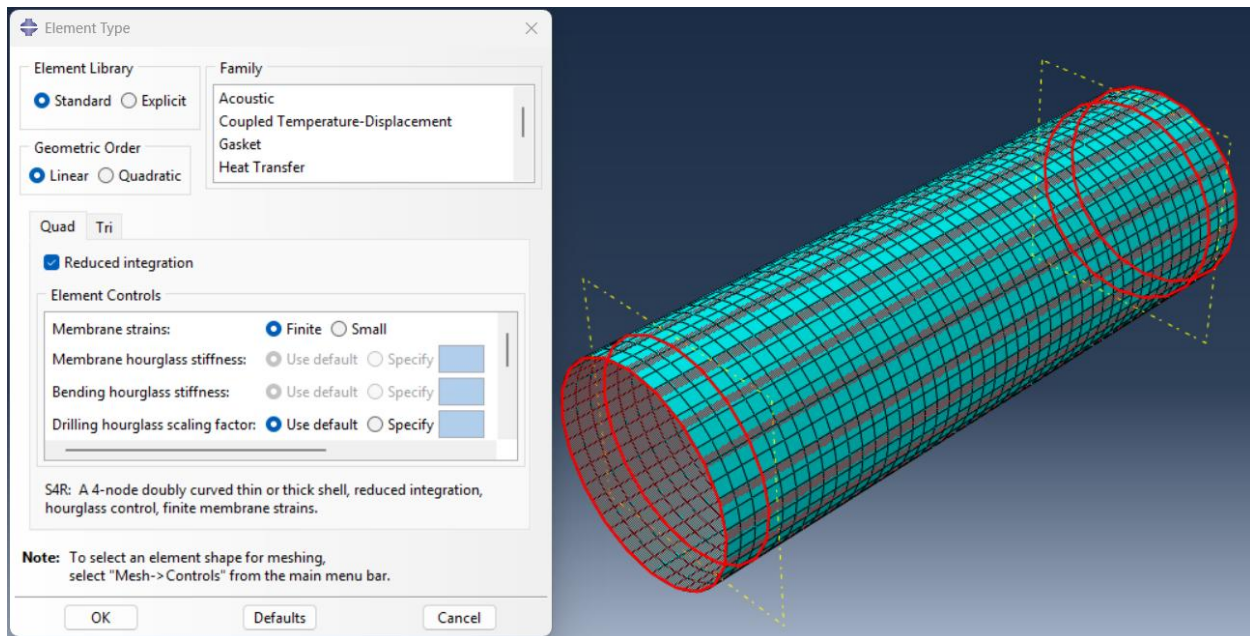 Element Type
Element Library
Standard Explicit
Family
Acoustic
Coupled Temperature-Displacement
Gasket
Heat Transfer
Geometric Order
Linear Quadratic
Quad Tri
Reduced integration
Element Controls
Membrane strains: Finite Small
Membrane hourglass stiffness: Use default Specify
Bending hourglass stiffness: Use default Specify
Drilling hourglass scaling factor: Use default Specify
S4R: A 4-node doubly curved thin or thick shell, reduced integration,
hourglass control, finite membrane strains.
Note: To select an element shape for meshing,
select "Mesh->Controls" from the main menu bar.
OK Defaults Cancel